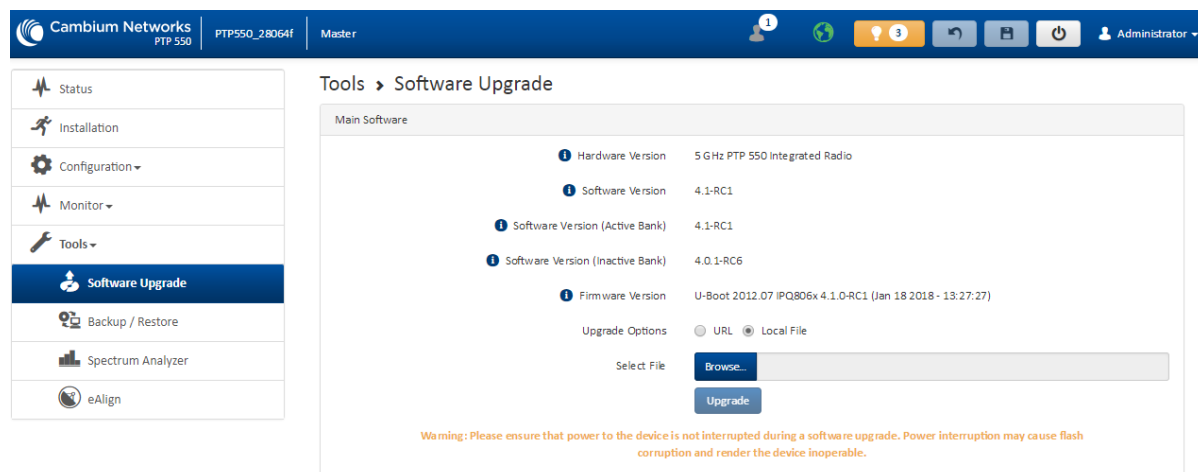 Cambium Networks
PTP 550
PTP550_28064f
Master
1
3
Administrator
Status
Installation
Configuration
Monitor
Tools
Software Upgrade
Backup / Restore
Spectrum Analyzer
eAlign
Tools > Software Upgrade
Main Software
Hardware Version 5 GHz PTP 550 Integrated Radio
Software Version 4.1-RC1
Software Version (Active Bank) 4.1-RC1
Software Version (Inactive Bank) 4.0.1-RC6
Firmware Version U-Boot 2012.07 IPQ806x 4.1.0-RC1 (Jan 18 2018 - 13:27:27)
Upgrade Options URL Local File
Select File Browse...
Upgrade
Warning: Please ensure that power to the device is not interrupted during a software upgrade. Power interruption may cause flash
corruption and render the device inoperable.